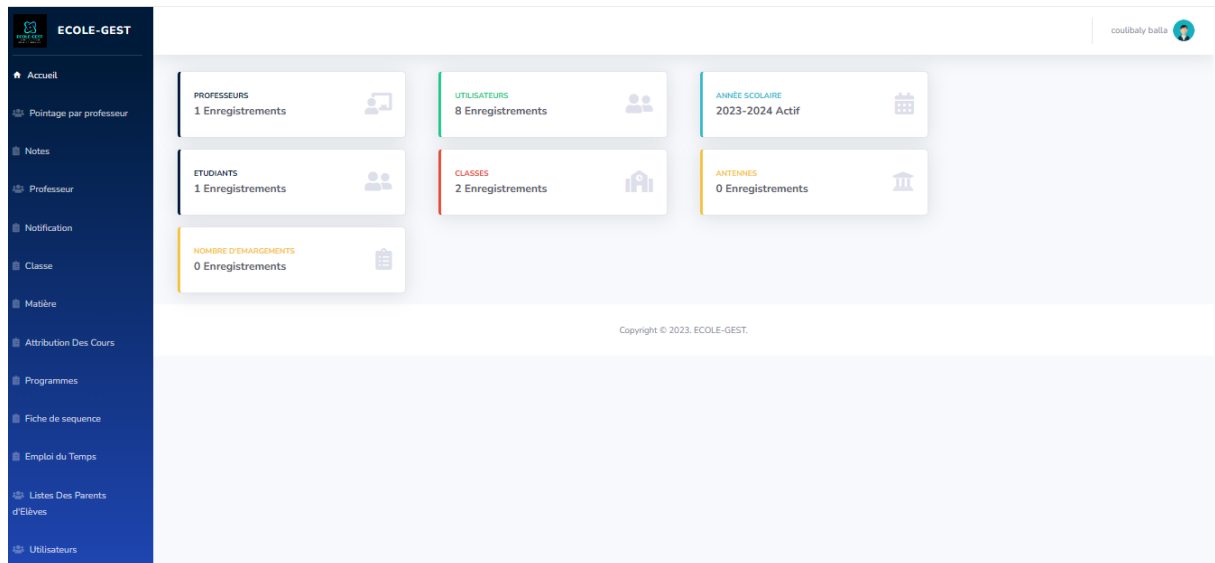 ECOLE GEST
ECOLE-GEST
coulibaly balla
Accueil
Pointage par professeur
Notes
Professeur
Notification
Classe
Matière
Attribution Des Cours
Programmes
Fiche de sequence
Emploi du Temps
Listes Des Parents
d'Elèves
Utilisateurs
PROFESSEURS
1 Enregistrements
UTILISATEURS
8 Enregistrements
ANNÉE SCOLAIRE
2023-2024 Actif
ETUDIANTS
1 Enregistrements
CLASSES
2 Enregistrements
ANTENNES
0 Enregistrements
NOMBRE D'EMARGEMENTS
0 Enregistrements
Copyright © 2023. ECOLE-GEST.